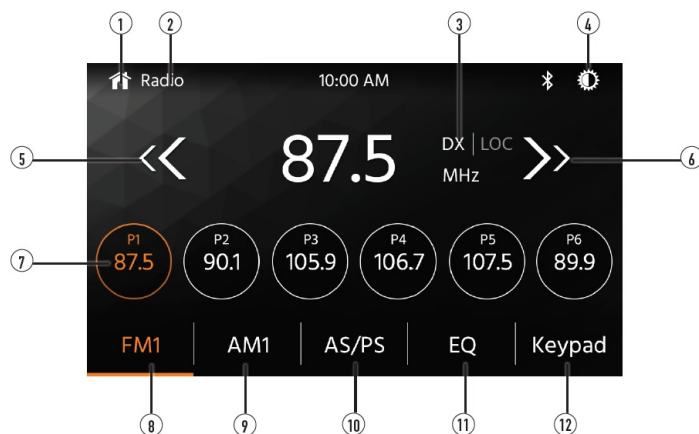 1 2 3 4
Radio 10:00 AM
5 87.5 DX | LOC 6
MHz
P1 P2 P3 P4 P5 P6
7 87.5 90.1 105.9 106.7 107.5 89.9
FM1 AM1 AS/PS EQ Keypad
8 9 10 11 12